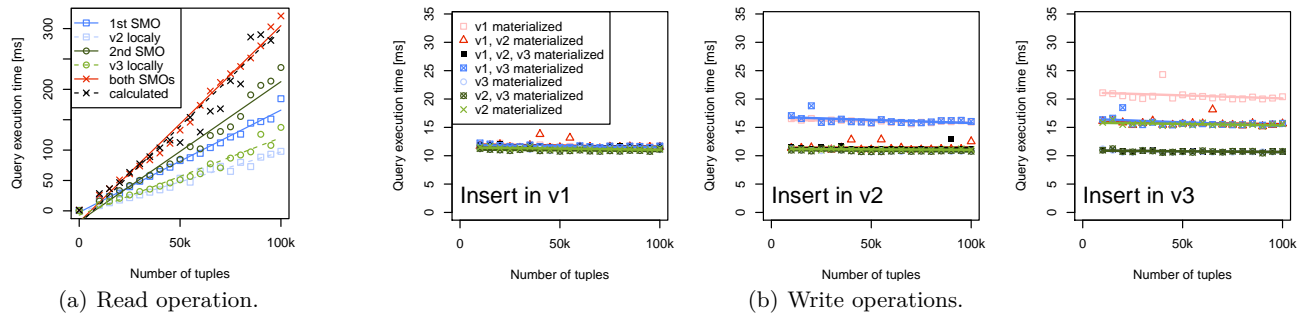 Query execution time [ms]
0
50
100
200
300
1st SMO
v2 localy
2nd SMO
v3 locally
both SMOs
calculated
0
50k
100k
Number of tuples
(a) Read operation.
Query execution time [ms]
0
5
10
15
20
25
30
35
v1 materialized
v1, v2 materialized
v1, v2, v3 materialized
v1, v3 materialized
v3 materialized
v2, v3 materialized
v2 materialized
Insert in v1
0
50k
100k
Number of tuples
Query execution time [ms]
0
5
10
15
20
25
30
35
Insert in v2
0
50k
100k
Number of tuples
Query execution time [ms]
0
5
10
15
20
25
30
35
Insert in v3
0
50k
100k
Number of tuples
(b) Write operations.